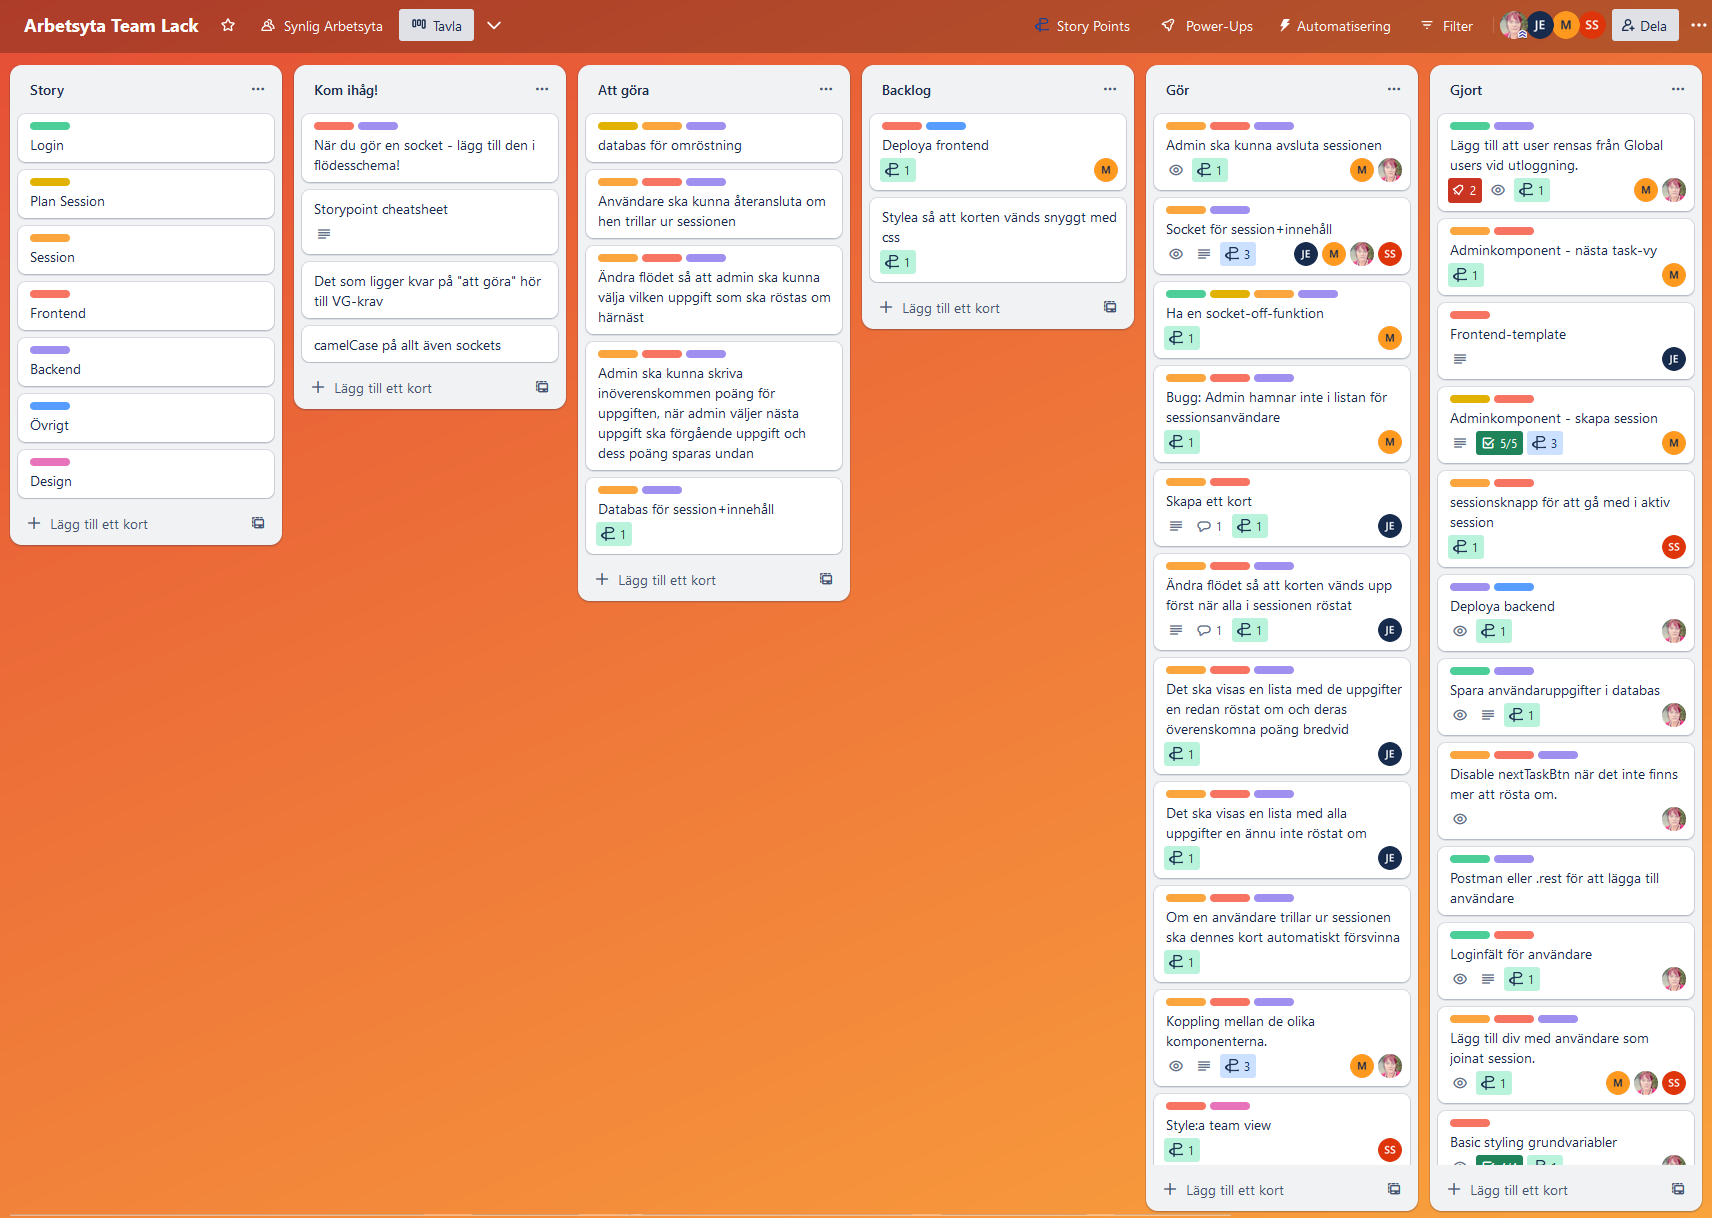 Arbetsyta Team Lack
Synlig Arbetsyta
Tavla
Story Points
Power-Ups
Automatisering
Filter
JE
M
SS
Dela
Story
Login
Plan Session
Session
Frontend
Backend
Övrigt
Design
Lägg till ett kort
Kom ihåg!
När du gör en socket - lägg till den i
flödesschema!
Storypoint cheatsheet
Det som ligger kvar på "att göra" hör
till VG-krav
camelCase på allt även sockets
Lägg till ett kort
Att göra
databas för omröstning
Användare ska kunna återansluta om
hen trillar ur sessionen
Ändra flödet så att admin ska kunna
välja vilken uppgift som ska röstas om
härnäst
Admin ska kunna skriva
inöverenskommen poäng för
uppgiften, när admin väljer nästa
uppgift ska förgående uppgift och
dess poäng sparas undan
Databas för session+innehåll
1
Lägg till ett kort
Backlog
Deploya frontend
1 M
Stylea så att korten vänds snyggt med
css
1
Lägg till ett kort
Gör
Admin ska kunna avsluta sessionen
1 M
Socket för session+innehåll
3 JE M SS
Ha en socket-off-funktion
1 M
Bugg: Admin hamnar inte i listan för
sessionsanvändare
1 M
Skapa ett kort
1 1 JE
Ändra flödet så att korten vänds upp
först när alla i sessionen röstat
1 1 JE
Det ska visas en lista med de uppgifter
en redan röstat om och deras
överenskomna poäng bredvid
1 JE
Det ska visas en lista med alla
uppgifter en ännu inte röstat om
1 JE
Om en användare trillar ur sessionen
ska dennes kort automatiskt försvinna
1
Koppling mellan de olika
komponenterna.
3 M
Style:a team view
1 SS
Lägg till ett kort
Gjort
Lägg till att user rensas från Global
users vid utloggning.
2 1 M
Adminkomponent - nästa task-vy
1 M
Frontend-template
JE
Adminkomponent - skapa session
5/5 3 M
sessionsknapp för att gå med i aktiv
session
1 SS
Deploya backend
1
Spara användaruppgifter i databas
1
Disable nextTaskBtn när det inte finns
mer att rösta om.
Postman eller .rest för att lägga till
användare
Loginfält för användare
1
Lägg till div med användare som
joinat session.
1 M SS
Basic styling grundvariabler
Lägg till ett kort